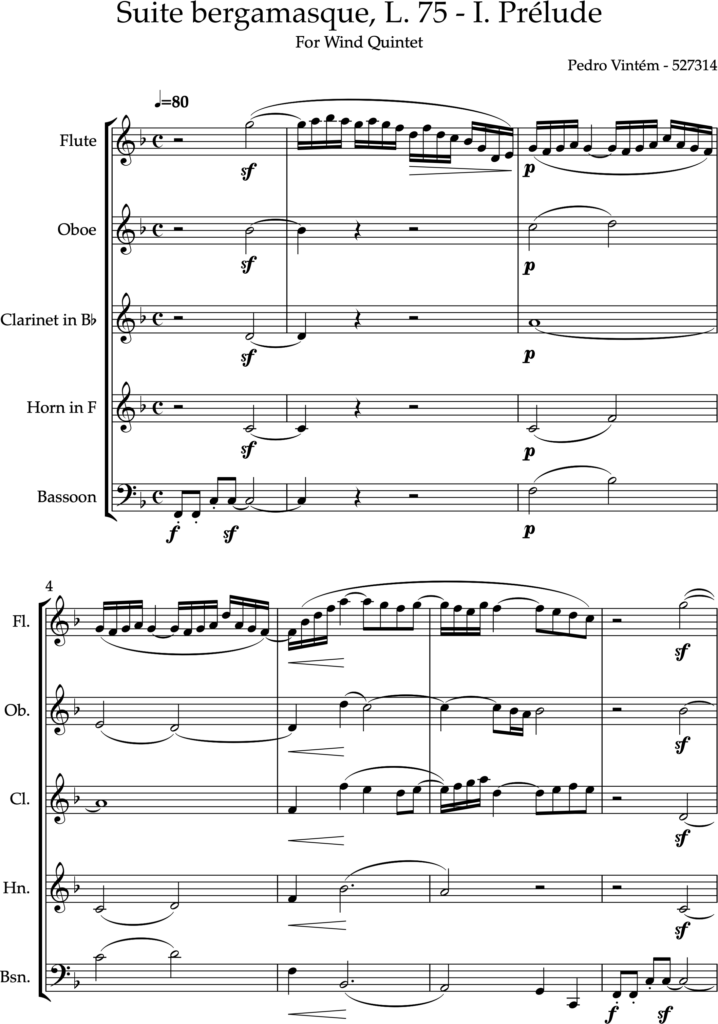 Suite bergamasque, L. 75 - I. Prélude
For Wind Quintet
Pedro Vintém - 527314
♩=80
Flute
sf
p
Oboe
sf
p
Clarinet in B♭
sf
p
Horn in F
sf
p
Bassoon
f sf
p
4
Fl.
sf
Ob.
sf
Cl.
sf
Hn.
sf
Bsn.
f sf